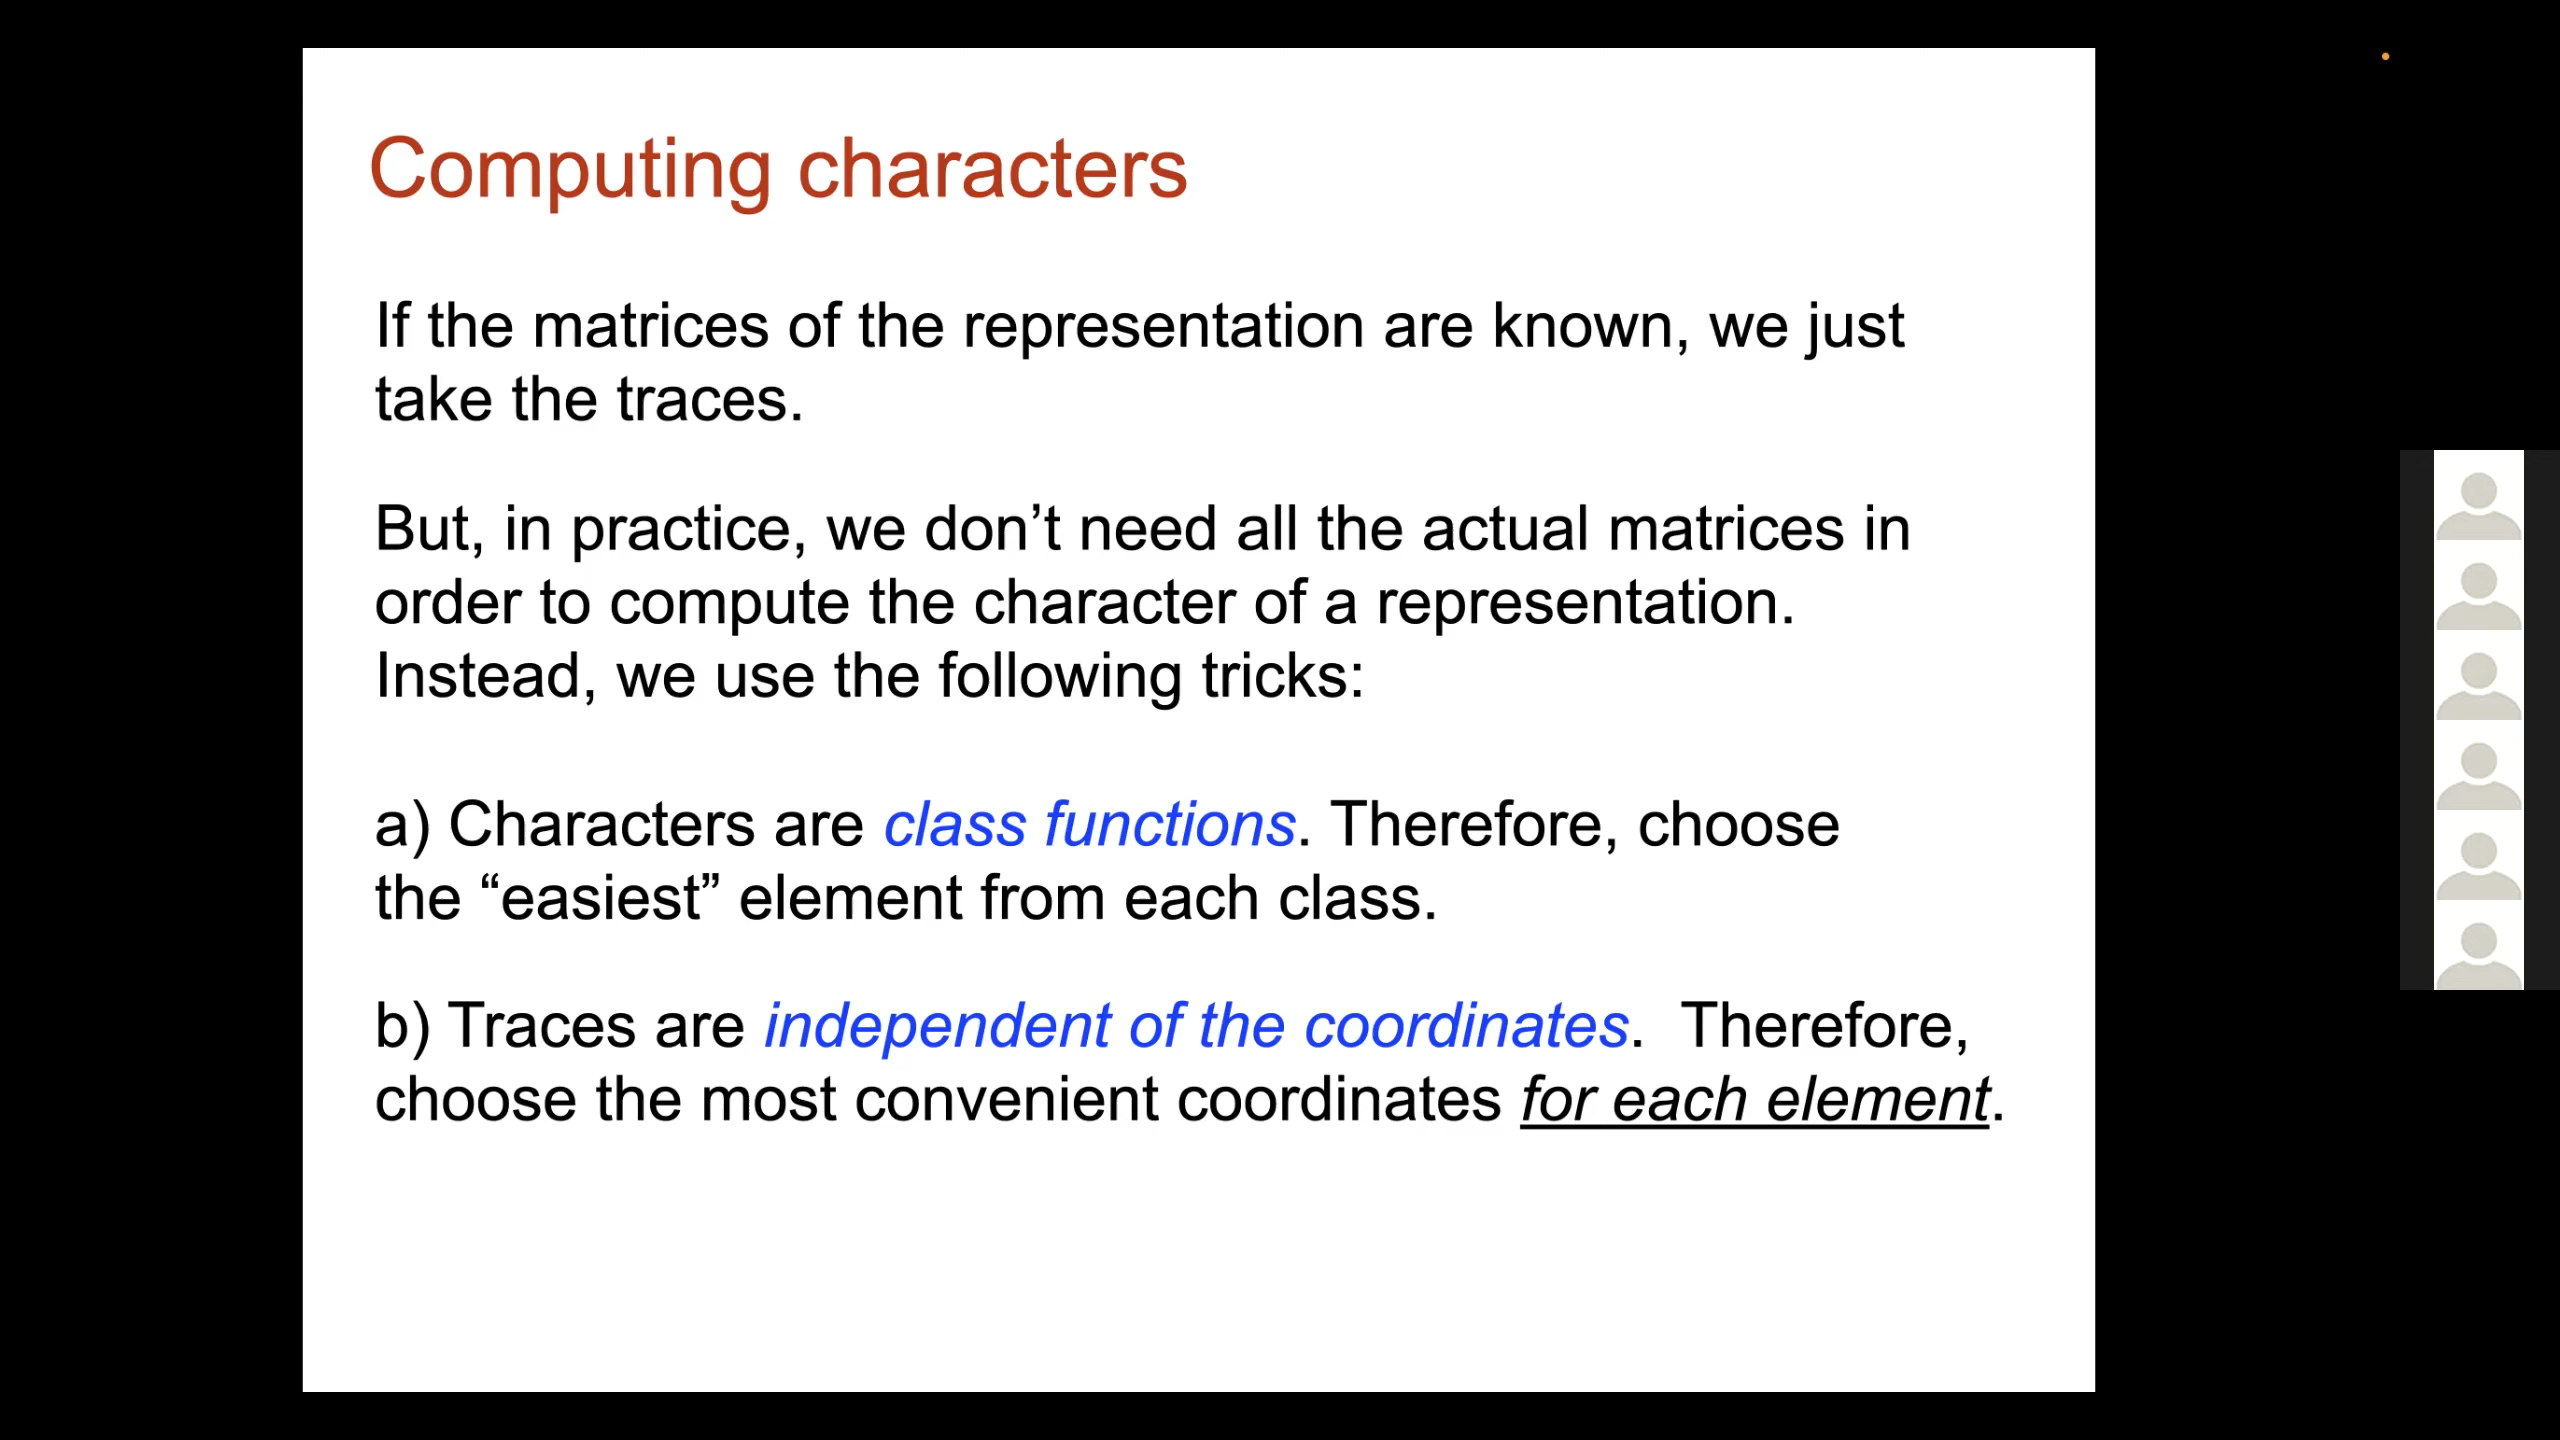 Computing characters
If the matrices of the representation are known, we just
take the traces.
But, in practice, we don’t need all the actual matrices in
order to compute the character of a representation.
Instead, we use the following tricks:
a) Characters are class functions. Therefore, choose
the “easiest” element from each class.
b) Traces are independent of the coordinates.  Therefore,
choose the most convenient coordinates for each element.